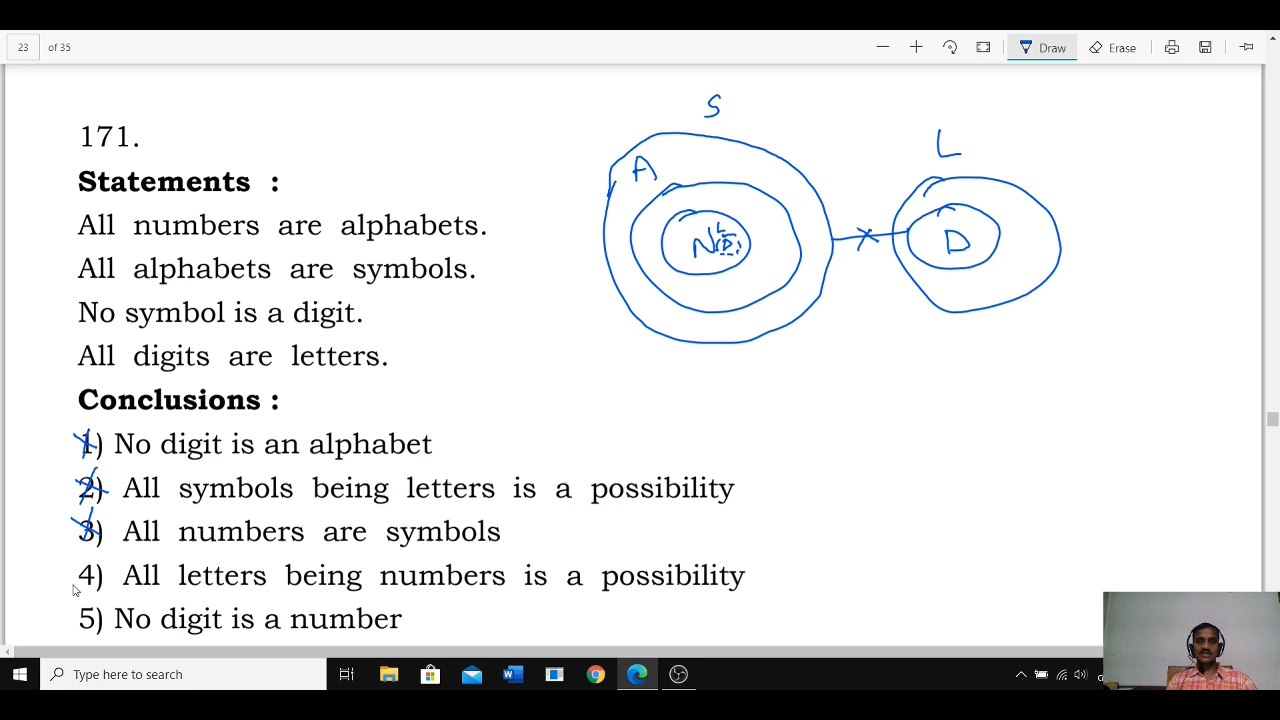 23 of 35
Draw
Erase
S
L
A
N
D
171.
Statements :
All numbers are alphabets.
All alphabets are symbols.
No symbol is a digit.
All digits are letters.
Conclusions :
1) No digit is an alphabet
2) All symbols being letters is a possibility
3) All numbers are symbols
4) All letters being numbers is a possibility
5) No digit is a number
Type here to search